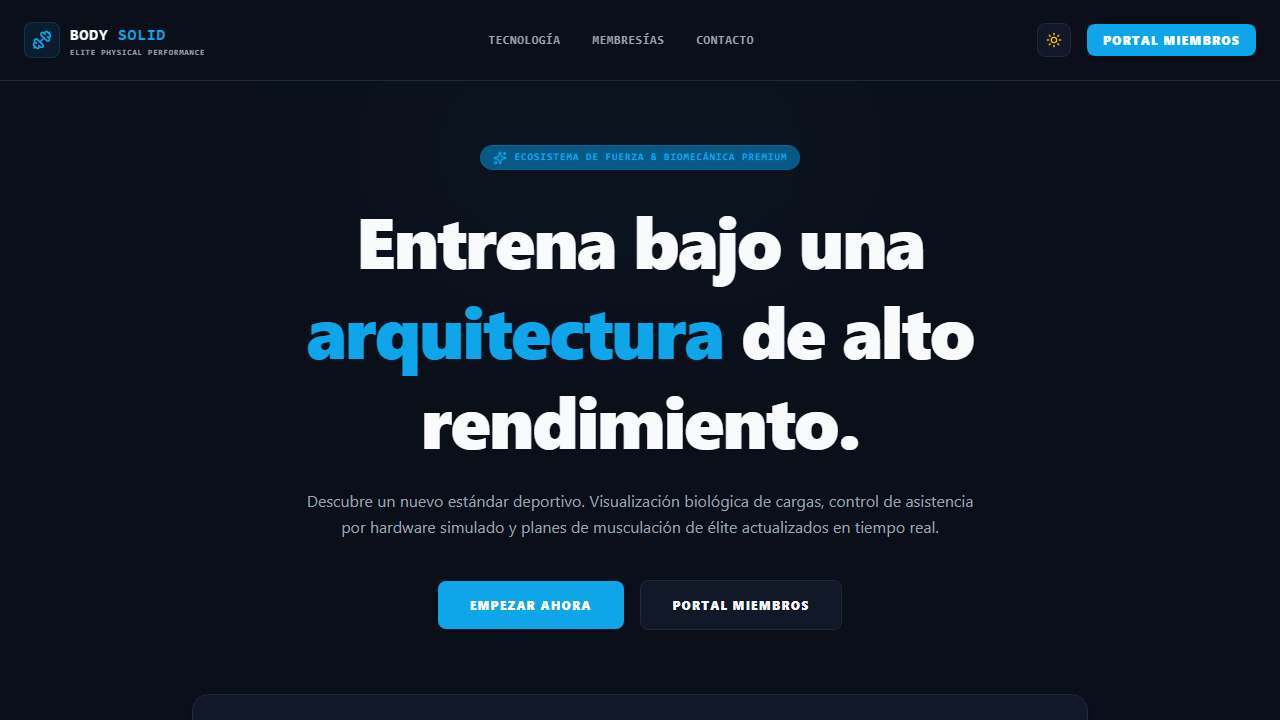 BODY SOLID
ELITE PHYSICAL PERFORMANCE
TECNOLOGÍA
MEMBRESÍAS
CONTACTO
PORTAL MIEMBROS
ECOSISTEMA DE FUERZA & BIOMECÁNICA PREMIUM
Entrena bajo una
arquitectura de alto
rendimiento.
Descubre un nuevo estándar deportivo. Visualización biológica de cargas, control de asistencia
por hardware simulado y planes de musculación de élite actualizados en tiempo real.
EMPEZAR AHORA
PORTAL MIEMBROS